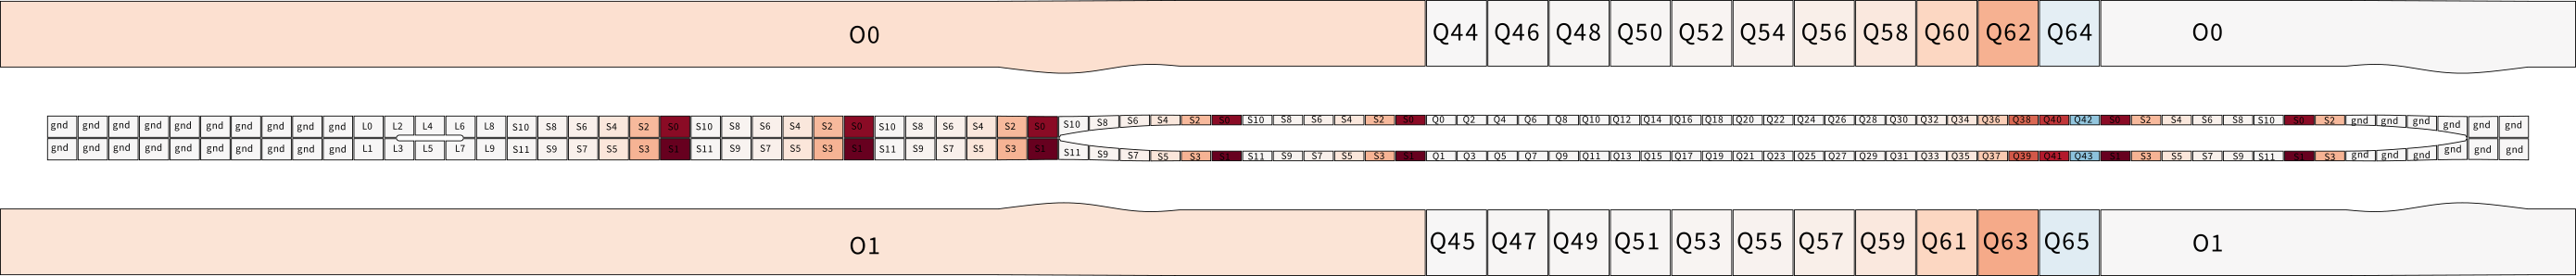 O0 Q44 Q46 Q48 Q50 Q52 Q54 Q56 Q58 Q60 Q62 Q64 O0
gnd gnd gnd gnd gnd gnd gnd gnd gnd gnd L0 L2 L4 L6 L8 S10 S8 S6 S4 S2 S0 S10 S8 S6 S4 S2 S0 S10 S8 S6 S4 S2 S0 S10 S8 S6 S4 S2 S0 S10 S8 S6 S4 S2 S0 Q0 Q2 Q4 Q6 Q8 Q10 Q12 Q14 Q16 Q18 Q20 Q22 Q24 Q26 Q28 Q30 Q32 Q34 Q36 Q38 Q40 Q42 S0 S2 S4 S6 S8 S10 S0 S2 gnd gnd gnd gnd gnd gnd
gnd gnd gnd gnd gnd gnd gnd gnd gnd gnd L1 L3 L5 L7 L9 S11 S9 S7 S5 S3 S1 S11 S9 S7 S5 S3 S1 S11 S9 S7 S5 S3 S1 S11 S9 S7 S5 S3 S1 S11 S9 S7 S5 S3 S1 Q1 Q3 Q5 Q7 Q9 Q11 Q13 Q15 Q17 Q19 Q21 Q23 Q25 Q27 Q29 Q31 Q33 Q35 Q37 Q39 Q41 Q43 S1 S3 S5 S7 S9 S11 S1 S3 gnd gnd gnd gnd gnd gnd
O1 Q45 Q47 Q49 Q51 Q53 Q55 Q57 Q59 Q61 Q63 Q65 O1